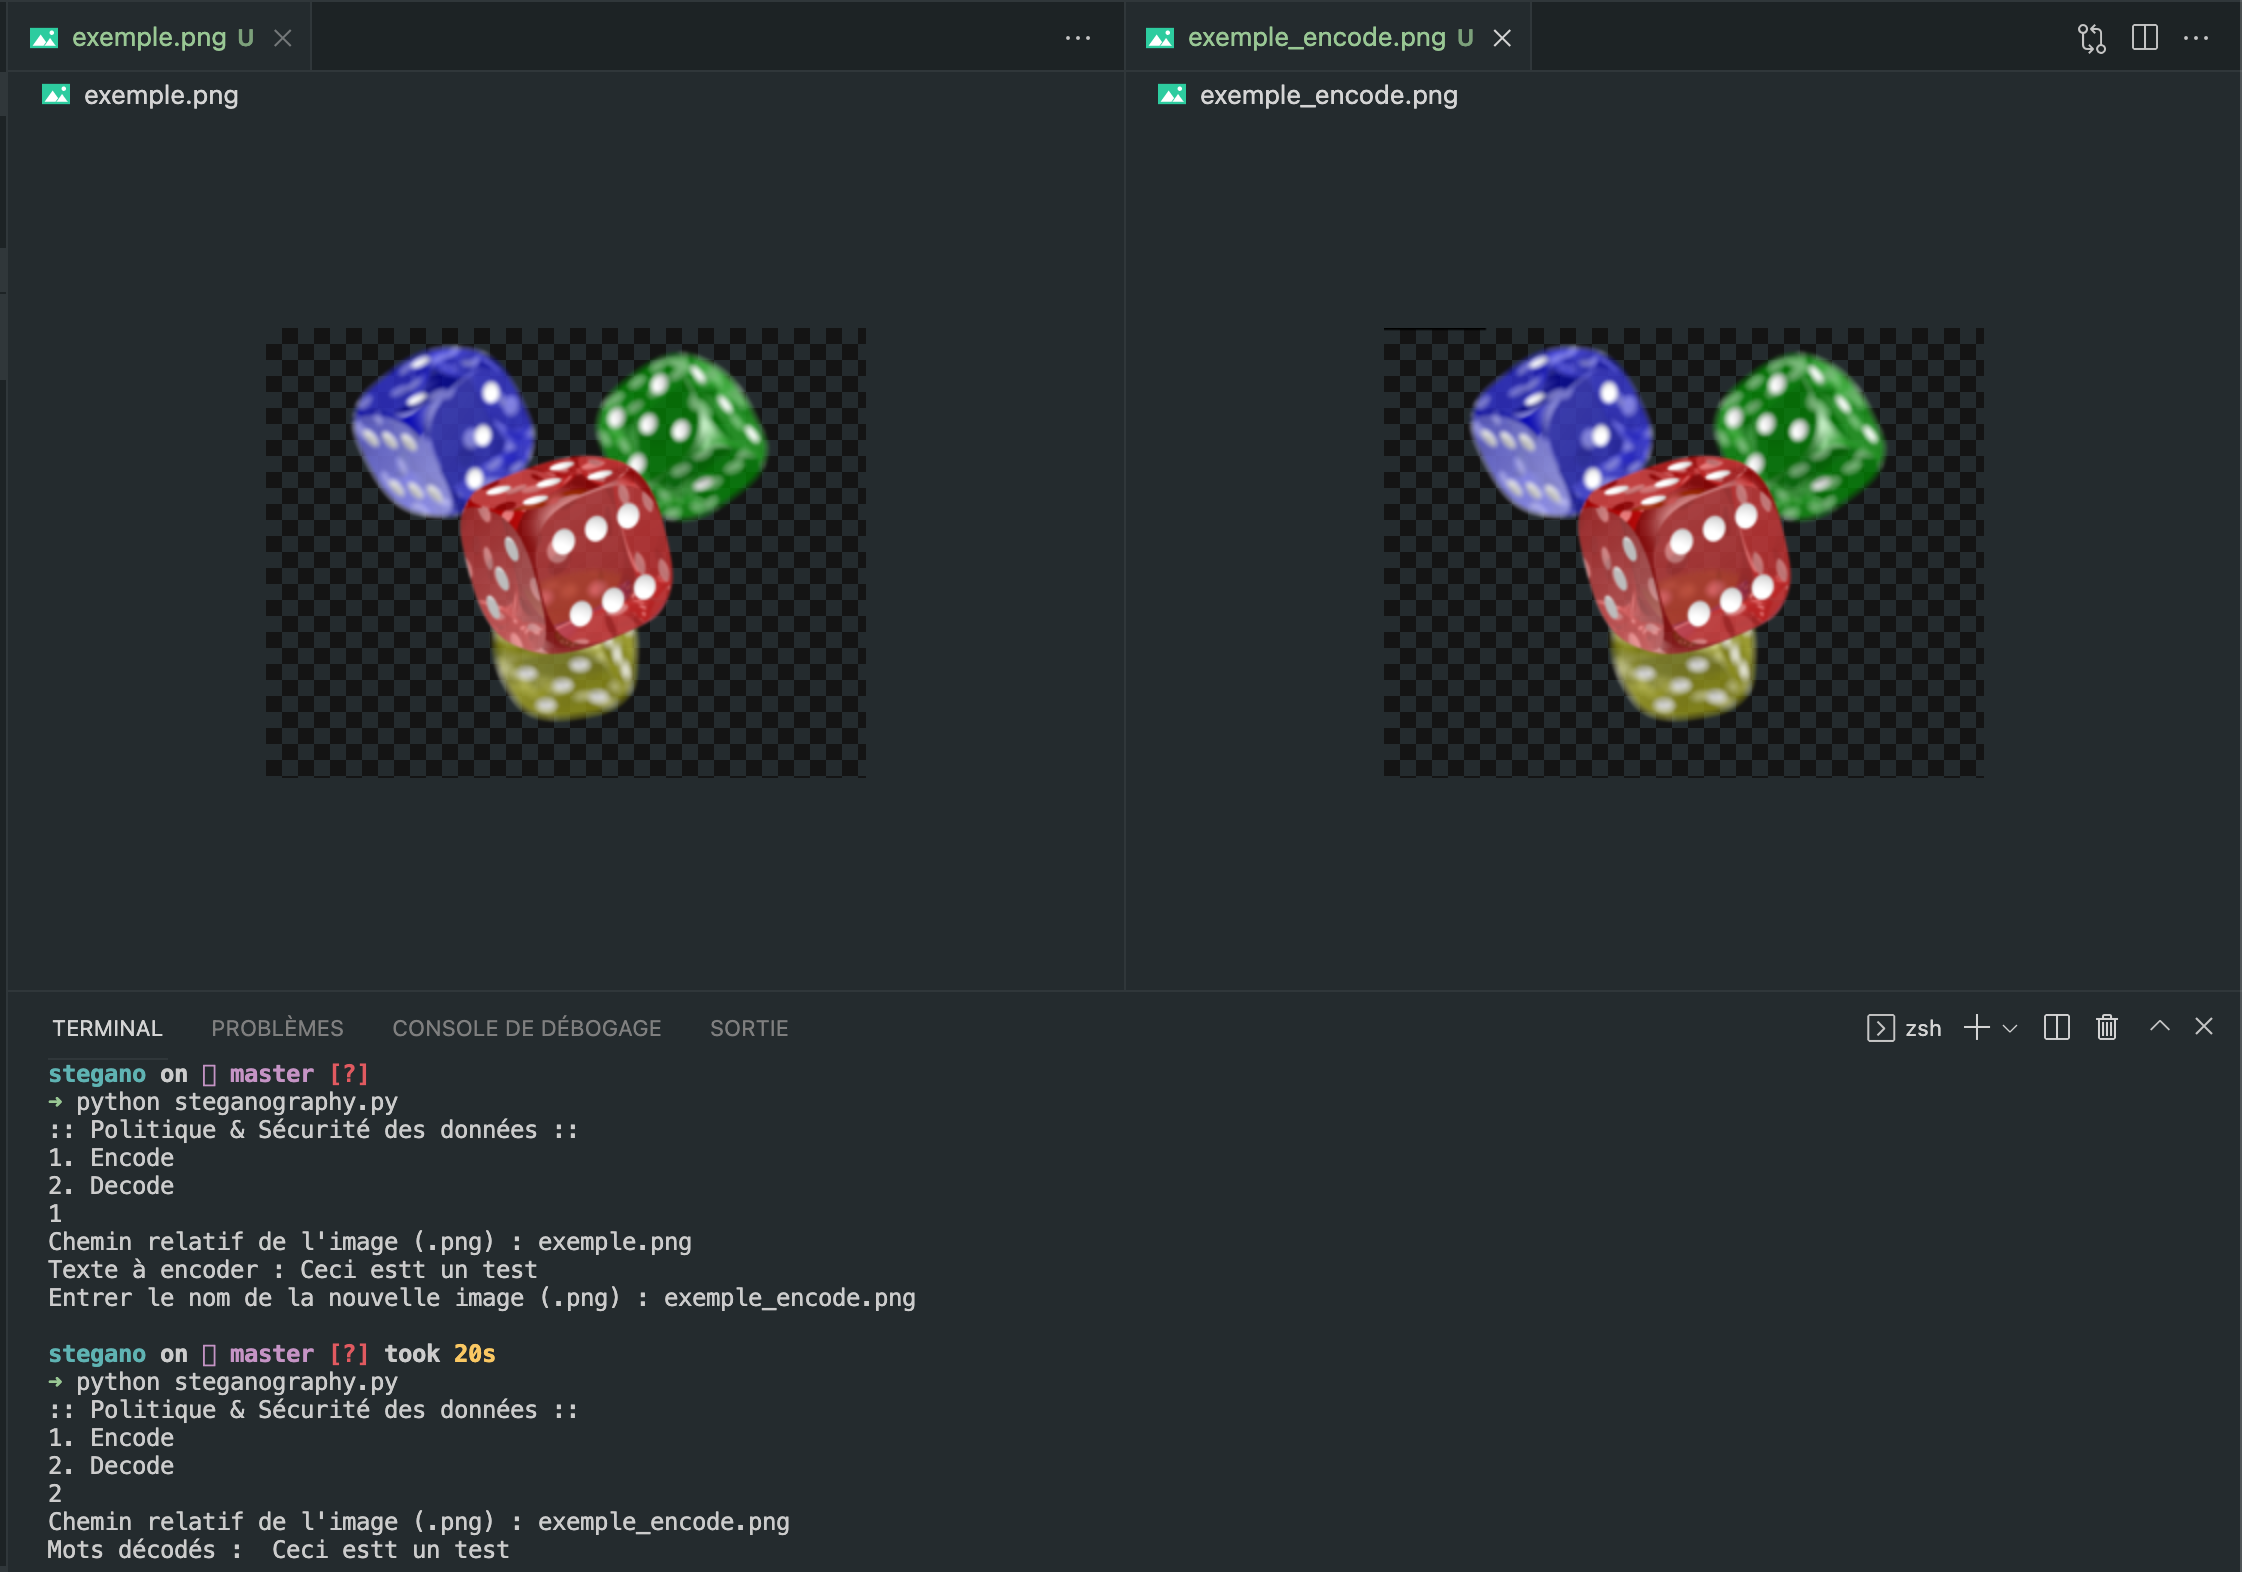 exemple.png U
exemple_encode.png U
exemple.png
exemple_encode.png
TERMINAL PROBLÈMES CONSOLE DE DÉBOGAGE SORTIE zsh
stegano on master [?]
→ python steganography.py
:: Politique & Sécurité des données ::
1. Encode
2. Decode
1
Chemin relatif de l'image (.png) : exemple.png
Texte à encoder : Ceci estt un test
Entrer le nom de la nouvelle image (.png) : exemple_encode.png
stegano on master [?] took 20s
→ python steganography.py
:: Politique & Sécurité des données ::
1. Encode
2. Decode
2
Chemin relatif de l'image (.png) : exemple_encode.png
Mots décodés :  Ceci estt un test